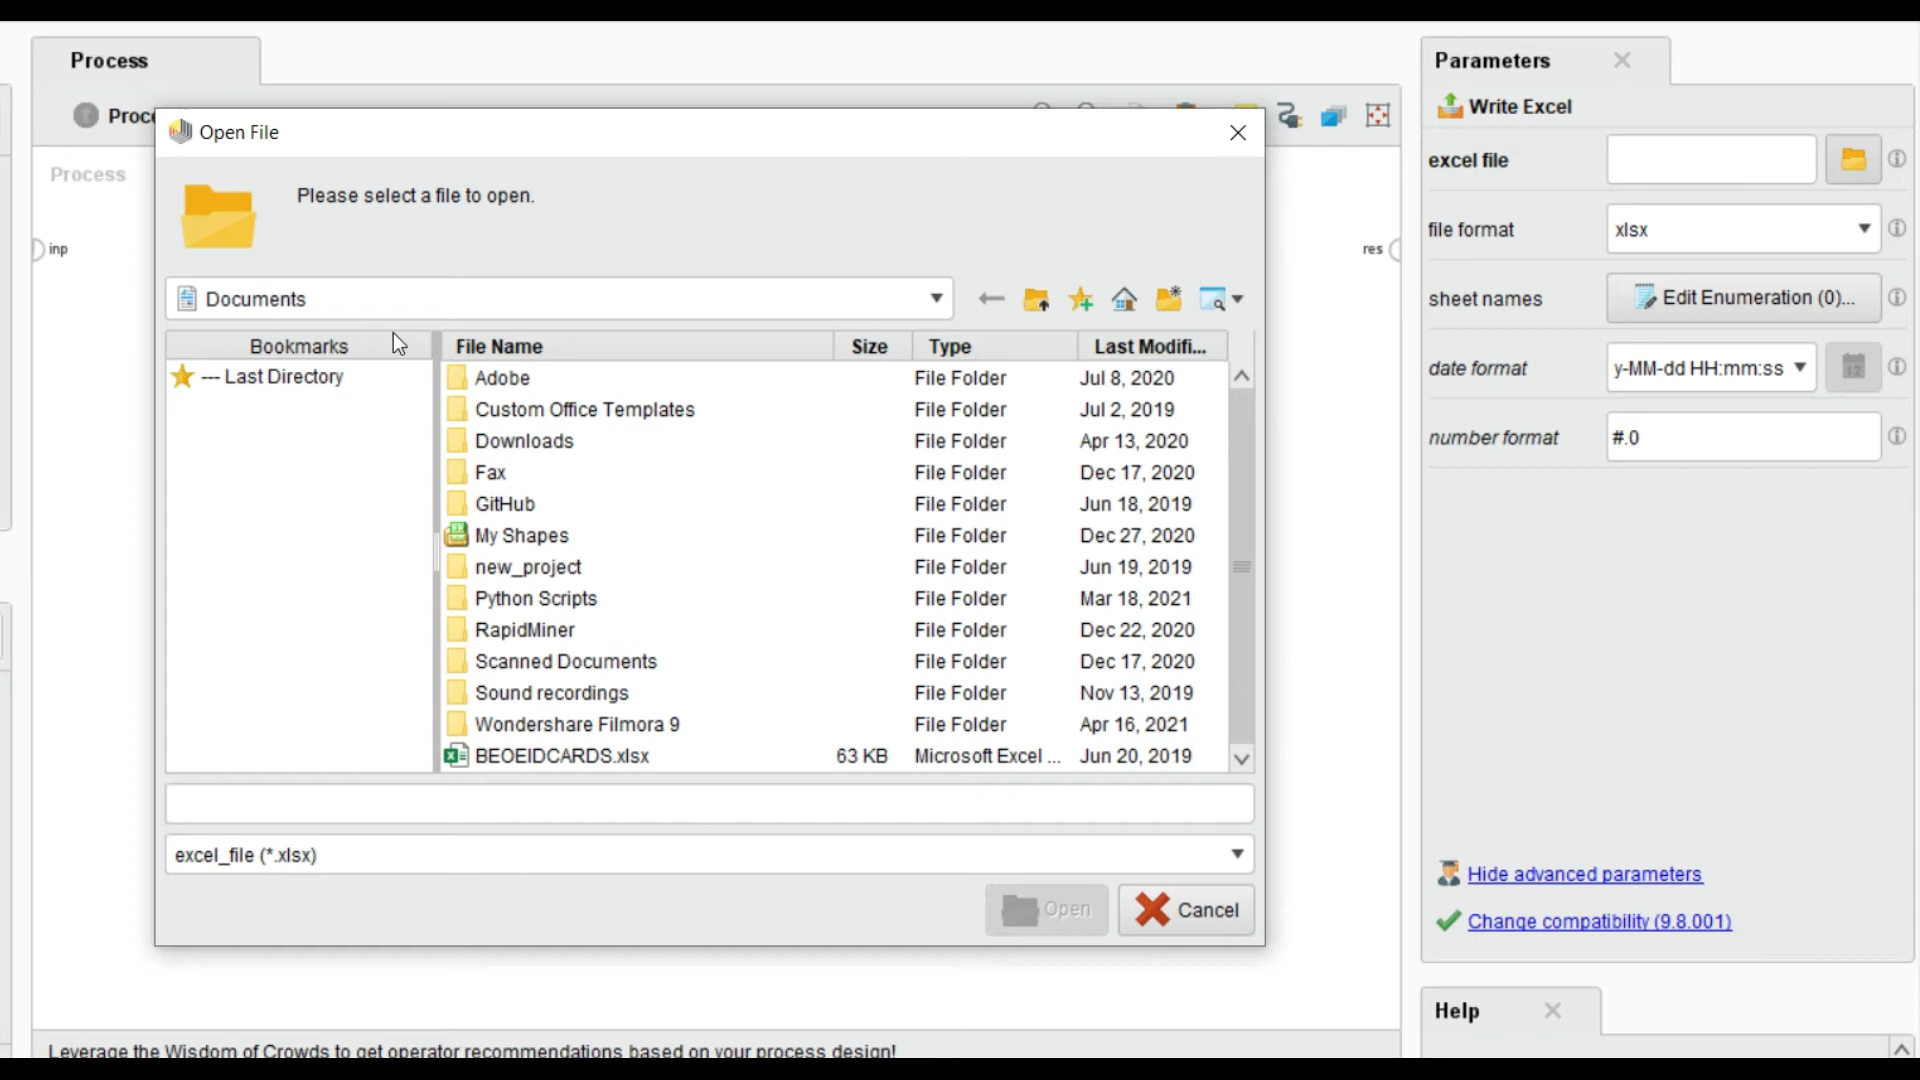 Process
Parameters
Proce
Write Excel
Process
inp
res
Open File
Please select a file to open.
Documents
Bookmarks
--- Last Directory
File Name Size Type Last Modifi...
Adobe File Folder Jul 8, 2020
Custom Office Templates File Folder Jul 2, 2019
Downloads File Folder Apr 13, 2020
Fax File Folder Dec 17, 2020
GitHub File Folder Jun 18, 2019
My Shapes File Folder Dec 27, 2020
new_project File Folder Jun 19, 2019
Python Scripts File Folder Mar 18, 2021
RapidMiner File Folder Dec 22, 2020
Scanned Documents File Folder Dec 17, 2020
Sound recordings File Folder Nov 13, 2019
Wondershare Filmora 9 File Folder Apr 16, 2021
BEOEIDCARDS.xlsx 63 KB Microsoft Excel ... Jun 20, 2019
excel_file (*.xlsx)
Open
Cancel
excel file
file format xlsx
sheet names Edit Enumeration (0)...
date format y-MM-dd HH:mm:ss
number format #.0
Hide advanced parameters
Change compatibility (9.8.001)
Help
Leverage the Wisdom of Crowds to get operator recommendations based on your process design!